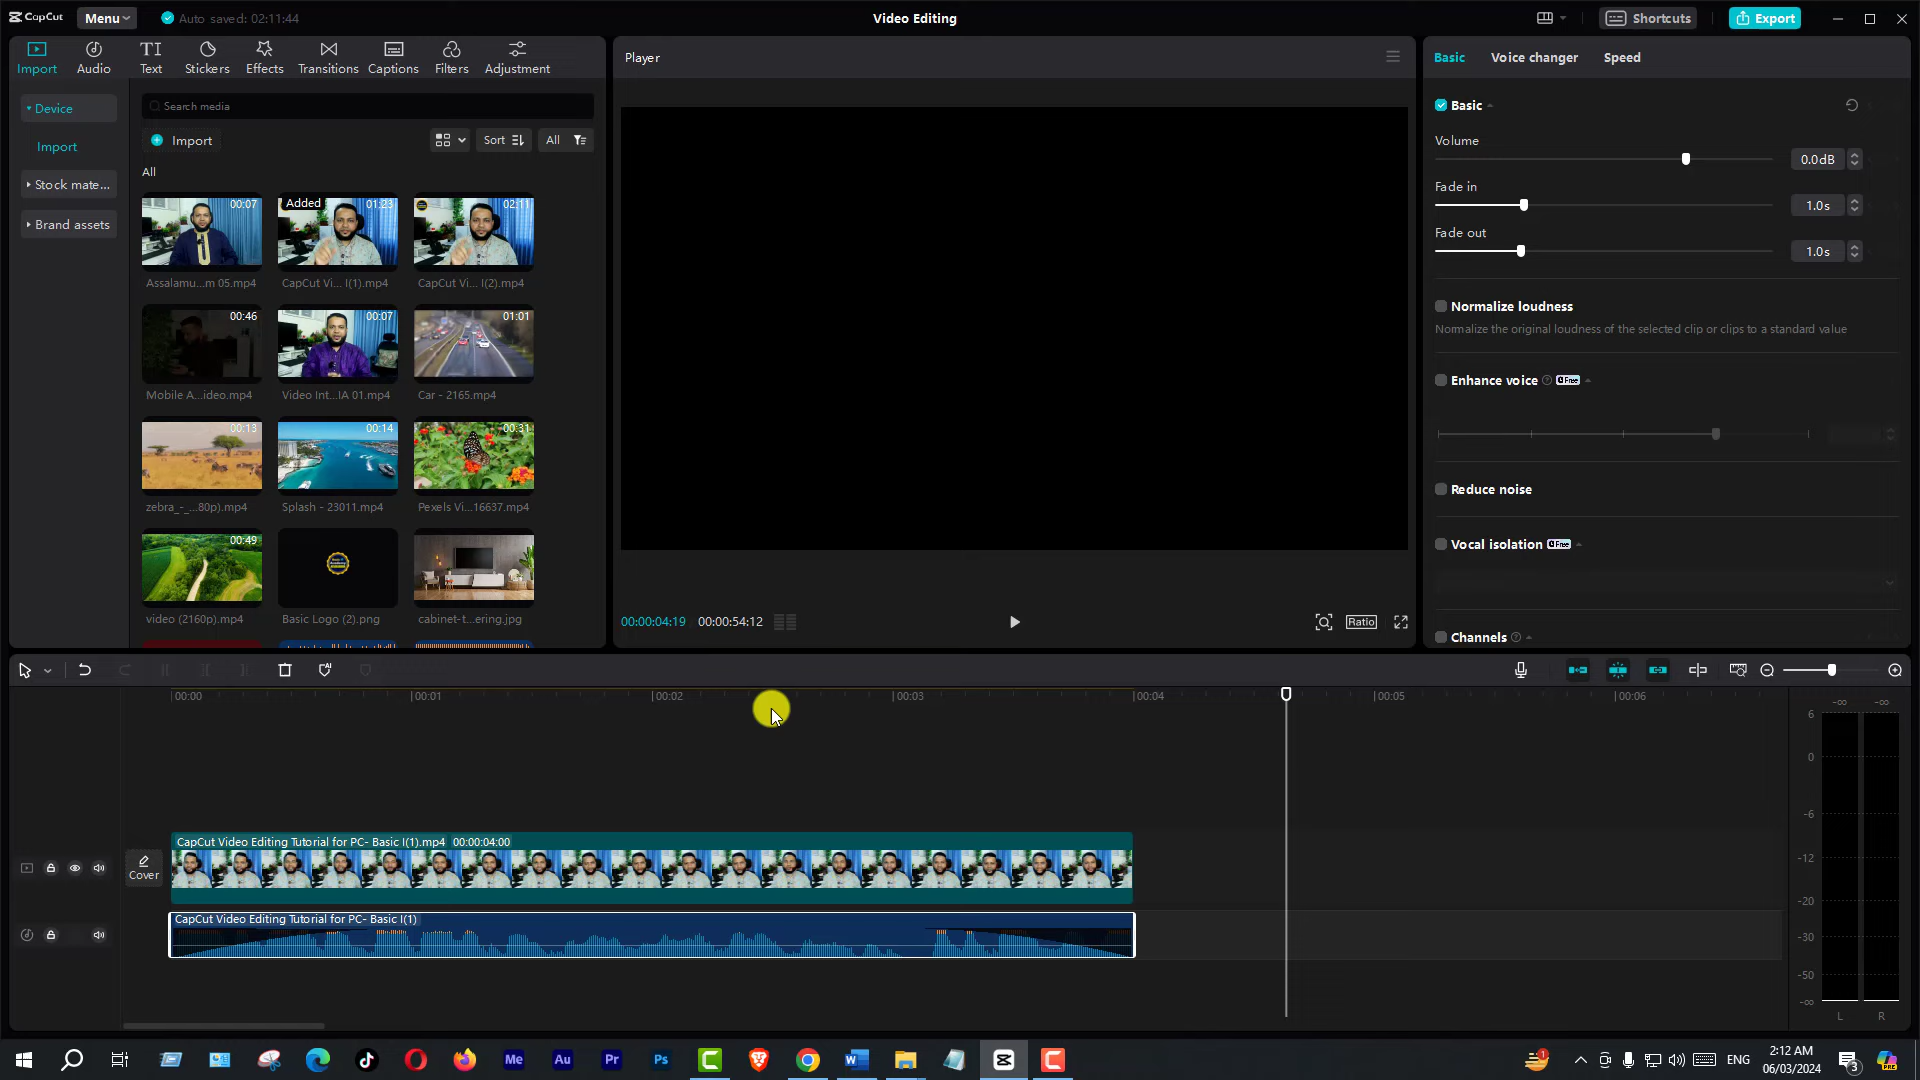 CapCut
Menu
Auto saved: 02:11:44
Video Editing
Shortcuts
Export
Import
Audio
Text
Stickers
Effects
Transitions
Captions
Filters
Adjustment
Player
Basic
Voice changer
Speed
Device
Import
Stock mate...
Brand assets
Search media
Import
Sort
All
All
00:07
Added
01:23
02:11
Assalamu...m 05.mp4
CapCut Vi... I(1).mp4
CapCut Vi... I(2).mp4
00:46
00:07
01:01
Mobile A...ideo.mp4
Video Int...IA 01.mp4
Car - 2165.mp4
00:13
00:14
00:31
zebra_-_...80p).mp4
Splash - 23011.mp4
Pexels Vi...16637.mp4
00:49
video (2160p).mp4
Basic Logo (2).png
cabinet-t...ering.jpg
00:00:04:19
00:00:54:12
Ratio
Basic
Volume
0.0dB
Fade in
1.0s
Fade out
1.0s
Normalize loudness
Normalize the original loudness of the selected clip or clips to a standard value
Enhance voice
Free
Reduce noise
Vocal isolation
Free
Channels
00:00
00:01
00:02
00:03
00:04
00:05
00:06
Cover
CapCut Video Editing Tutorial for PC- Basic I(1).mp4 00:00:04:00
CapCut Video Editing Tutorial for PC- Basic I(1)
-∞ -∞
6
0
-6
-12
-20
-30
-50
-∞
L R
Me
Au
Pr
Ps
1
ENG
2:12 AM
06/03/2024
3
PRE